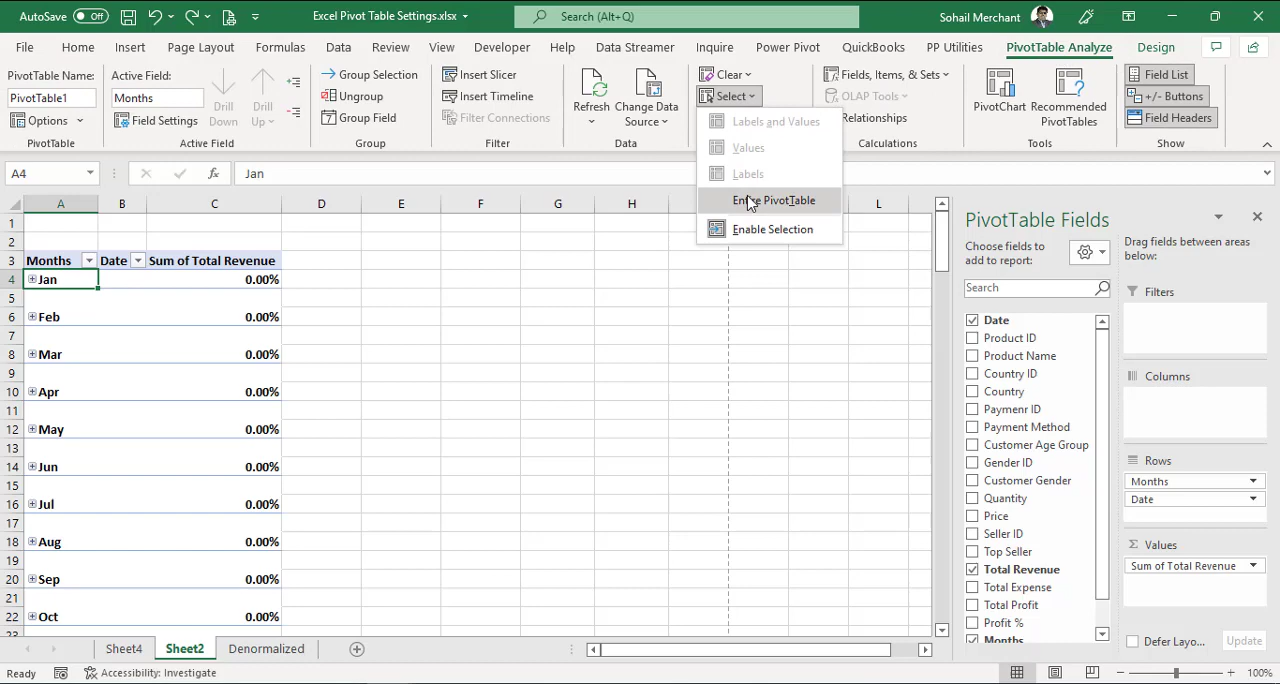 AutoSave Off Excel Pivot Table Settings.xlsx Search (Alt+Q) Sohail Merchant
File Home Insert Page Layout Formulas Data Review View Developer Help Data Streamer Inquire Power Pivot QuickBooks PP Utilities PivotTable Analyze Design
PivotTable Name:
PivotTable1
Options
PivotTable
Active Field:
Months
Field Settings
Drill Down
Drill Up
Active Field
Group Selection
Ungroup
Group Field
Group
Insert Slicer
Insert Timeline
Filter Connections
Filter
Refresh
Change Data Source
Data
Clear
Select
Labels and Values
Values
Labels
Entire PivotTable
Enable Selection
Fields, Items, & Sets
OLAP Tools
Relationships
Calculations
PivotChart
Recommended PivotTables
Tools
Field List
+/- Buttons
Field Headers
Show
A4 fx Jan
A B C D E F G H L
1
2
3 Months Date Sum of Total Revenue
4 Jan 0.00%
5
6 Feb 0.00%
7
8 Mar 0.00%
9
10 Apr 0.00%
11
12 May 0.00%
13
14 Jun 0.00%
15
16 Jul 0.00%
17
18 Aug 0.00%
19
20 Sep 0.00%
21
22 Oct 0.00%
23
PivotTable Fields
Choose fields to add to report:
Search
Date
Product ID
Product Name
Country ID
Country
Paymenr ID
Payment Method
Customer Age Group
Gender ID
Customer Gender
Quantity
Price
Seller ID
Top Seller
Total Revenue
Total Expense
Total Profit
Profit %
Months
Drag fields between areas below:
Filters
Columns
Rows
Months
Date
Σ Values
Sum of Total Revenue
Defer Layo... Update
Sheet4 Sheet2 Denormalized
Ready Accessibility: Investigate 100%